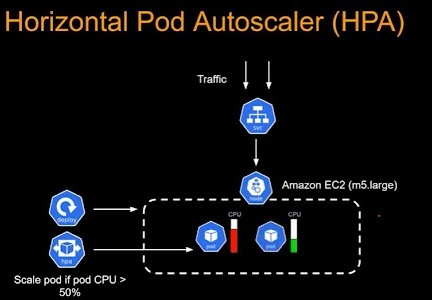 Horizontal Pod Autoscaler (HPA)
Traffic
svc
Amazon EC2 (m5.large)
node
deploy
CPU
CPU
pod
pod
hpa
Scale pod if pod CPU >
50%